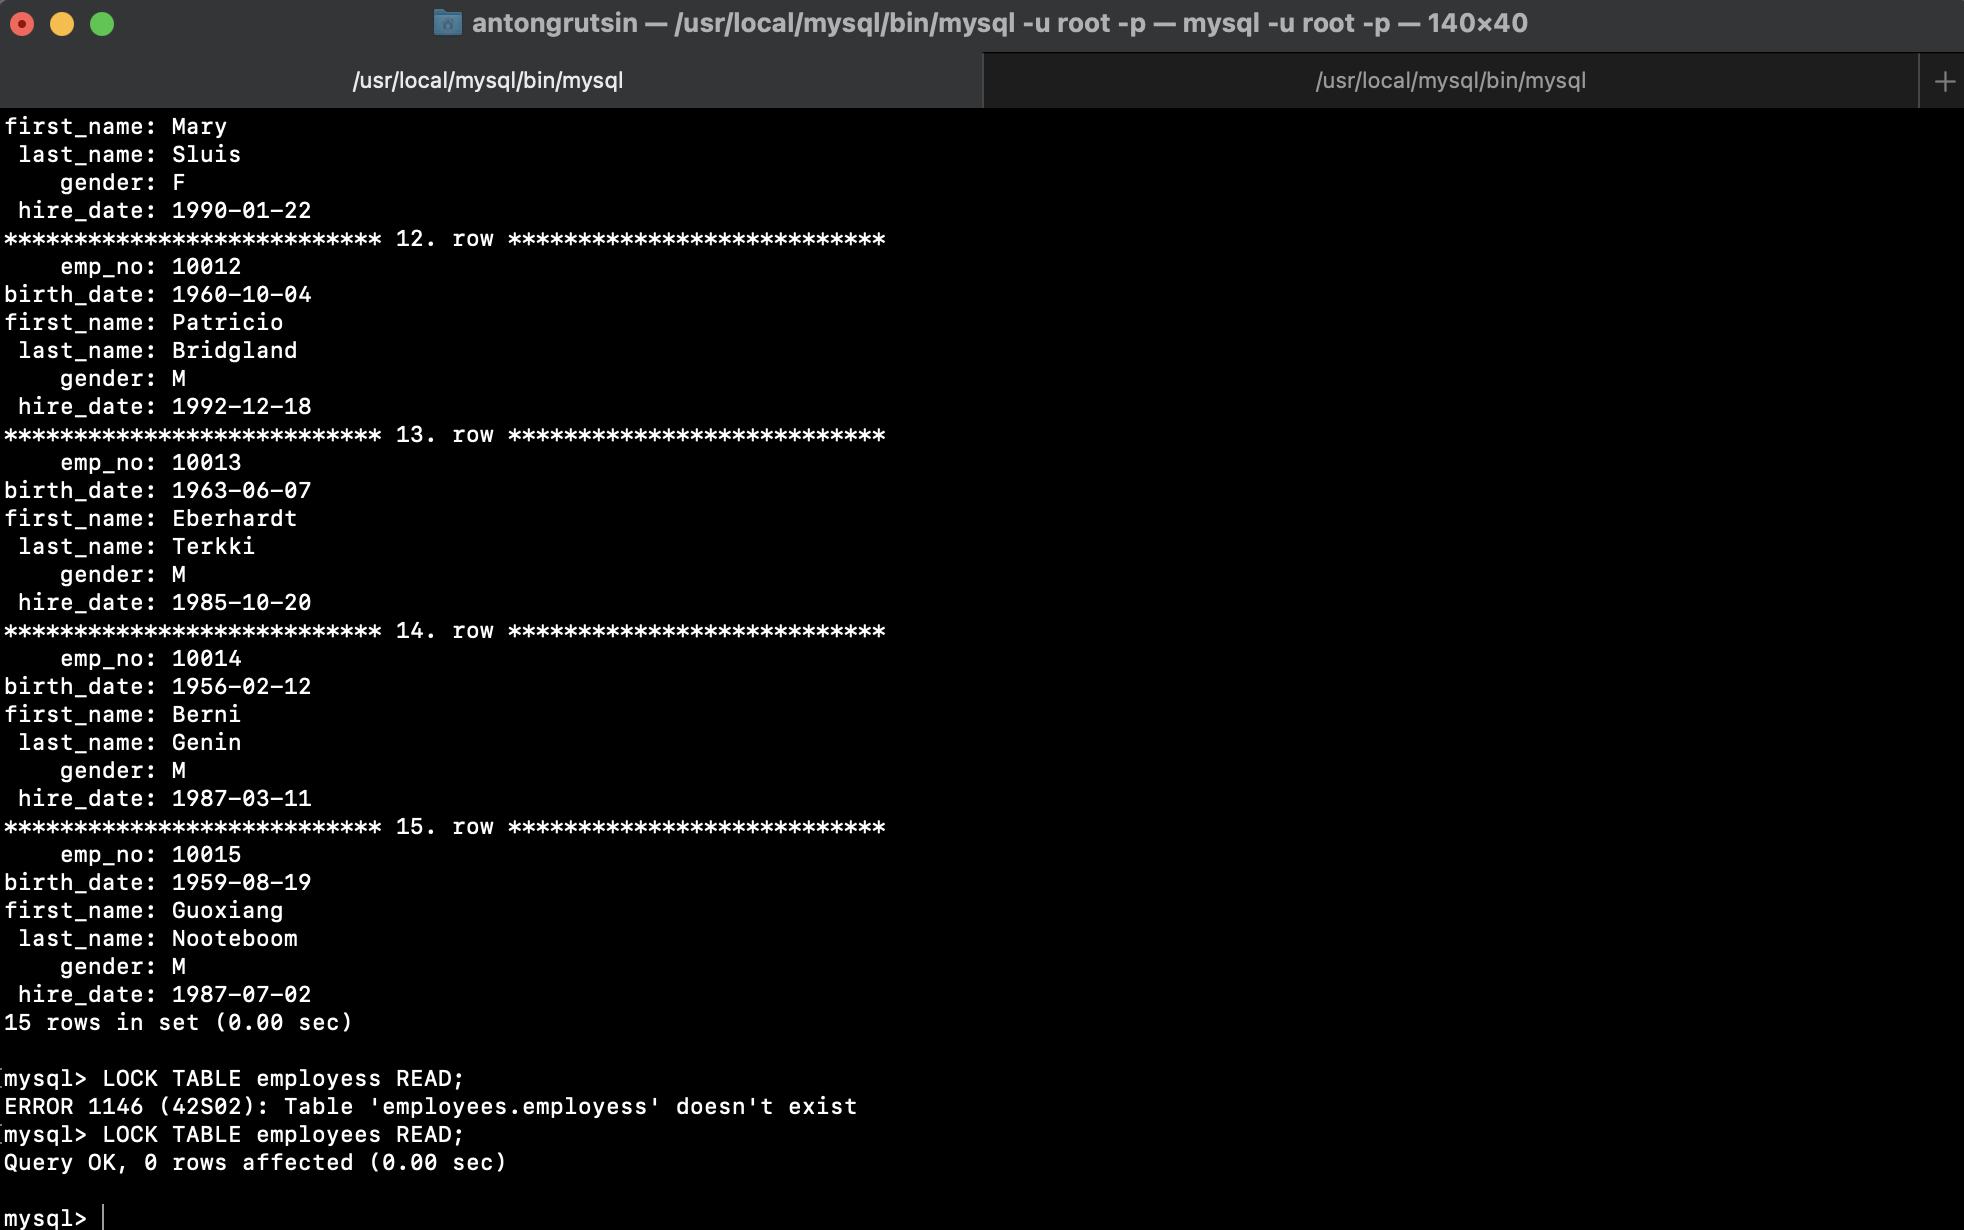 antongrutsin — /usr/local/mysql/bin/mysql -u root -p — mysql -u root -p — 140×40
/usr/local/mysql/bin/mysql /usr/local/mysql/bin/mysql +
first_name: Mary
 last_name: Sluis
    gender: F
 hire_date: 1990-01-22
*************************** 12. row ***************************
    emp_no: 10012
birth_date: 1960-10-04
first_name: Patricio
 last_name: Bridgland
    gender: M
 hire_date: 1992-12-18
*************************** 13. row ***************************
    emp_no: 10013
birth_date: 1963-06-07
first_name: Eberhardt
 last_name: Terkki
    gender: M
 hire_date: 1985-10-20
*************************** 14. row ***************************
    emp_no: 10014
birth_date: 1956-02-12
first_name: Berni
 last_name: Genin
    gender: M
 hire_date: 1987-03-11
*************************** 15. row ***************************
    emp_no: 10015
birth_date: 1959-08-19
first_name: Guoxiang
 last_name: Nooteboom
    gender: M
 hire_date: 1987-07-02
15 rows in set (0.00 sec)

[mysql> LOCK TABLE employess READ;
ERROR 1146 (42S02): Table 'employees.employess' doesn't exist
[mysql> LOCK TABLE employees READ;
Query OK, 0 rows affected (0.00 sec)

mysql>